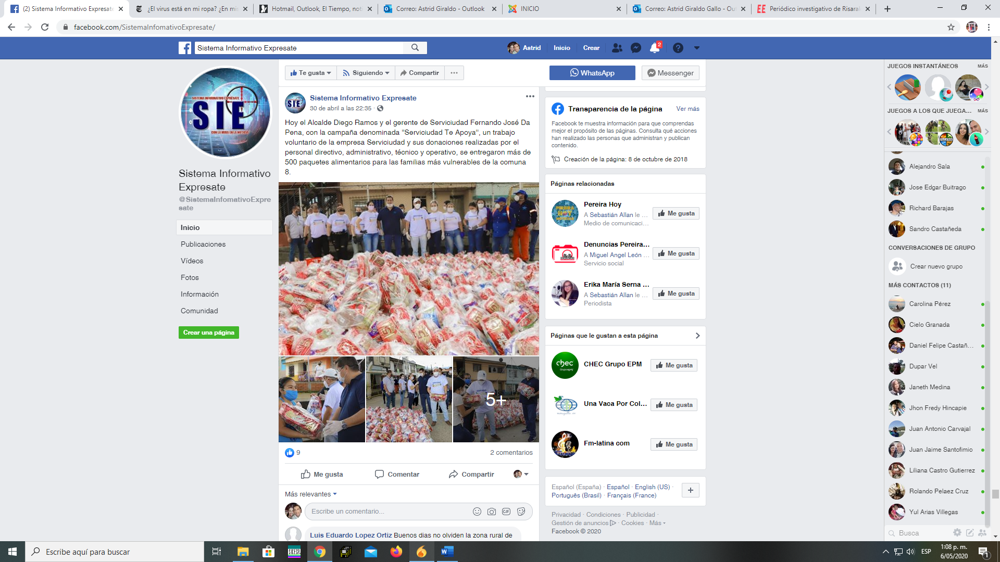 (2) Sistema Informativo Expresate
¿El virus está en mi ropa? ¿En mis
Hotmail, Outlook, El Tiempo, noti
Correo: Astrid Giraldo - Outlook
INICIO
Correo: Astrid Giraldo Gallo - Out
Periódico investigativo de Risaral
facebook.com/SistemaInfomativoExpresate/
Sistema Informativo Expresate
Astrid
Inicio
Crear
2
SISTEMA INFORMATIVO EXPRÉSATE
SIE
CON LA MIRA EN LA NOTICIA
Sistema Informativo
Expresate
@SistemaInfomativoExpre
sate
Inicio
Publicaciones
Vídeos
Fotos
Información
Comunidad
Crear una página
Te gusta
Siguiendo
Compartir
WhatsApp
Messenger
SIE
Sistema Informativo Expresate
30 de abril a las 22:35 ·
Hoy el Alcalde Diego Ramos y el gerente de Serviciudad Fernando José Da
Pena, con la campaña denominada "Serviciudad Te Apoya", un trabajo
voluntario de la empresa Serviciudad y sus donaciones realizadas por el
personal directivo, administrativo, técnico y operativo, se entregaron más de
500 paquetes alimentarios para las familias más vulnerables de la comuna
8.
5+
9
2 comentarios
Me gusta
Comentar
Compartir
Más relevantes
Escribe un comentario...
GIF
Luis Eduardo Lopez Ortiz Buenos dias no olviden la zona rural de
Transparencia de la página
Ver más
Facebook te muestra información para que comprendas
mejor el propósito de las páginas. Consulta qué acciones
han realizado las personas que administran y publican
contenido.
Creación de la página: 8 de octubre de 2018
Páginas relacionadas
Pereira Hoy
A Sebastián Allan le ...
Medio de comunicaci...
Me gusta
Denuncias Pereira...
A Miguel Angel León ...
Servicio social
Me gusta
Erika María Serna ...
A Sebastián Allan le ...
Periodista
Me gusta
Páginas que le gustan a esta página
chec
CHEC Grupo EPM
Me gusta
Una Vaca Por Col...
Me gusta
Fm-latina com
Me gusta
Español (España) · Español · English (US) ·
Português (Brasil) · Français (France)
Privacidad · Condiciones · Publicidad ·
Gestión de anuncios · Cookies · Más
Facebook © 2020
JUEGOS INSTANTÁNEOS
MÁS
JUEGOS A LOS QUE JUEGA...
MÁS
Alejandro Sala
Jose Edgar Buitrago
Richard Barajas
Sandro Castañeda
CONVERSACIONES DE GRUPO
Crear nuevo grupo
MÁS CONTACTOS (11)
Carolina Pérez
Cielo Granada
Daniel Felipe Castañ...
Dupar Vel
Janeth Medina
Jhon Fredy Hincapie
Juan Antonio Carvajal
Juan Jaime Santofimio
Liliana Castro Gutierrez
Rolando Pelaez Cruz
Yul Arias Villegas
Busca
Escribe aquí para buscar
ESP
1:08 p. m.
6/05/2020
1